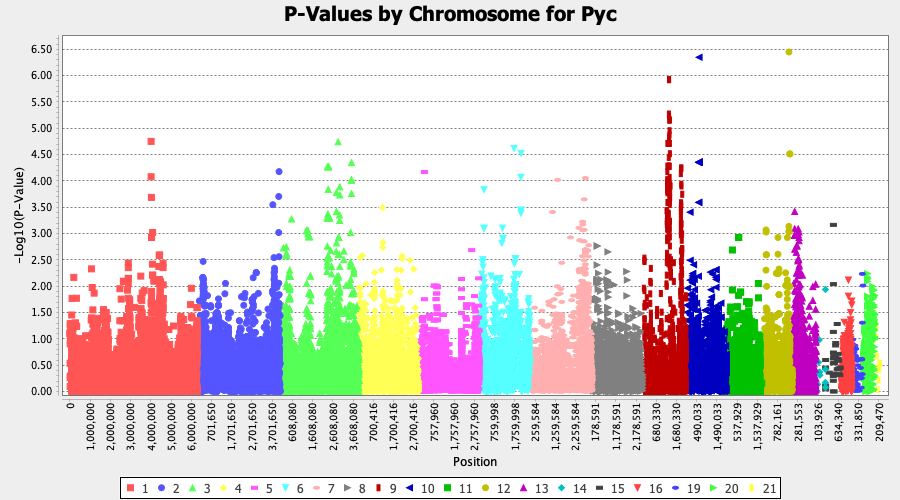 P-Values by Chromosome for Pyc
6.50
6.00
5.50
5.00
4.50
4.00
3.50
3.00
2.50
2.00
1.50
1.00
0.50
0.00
-Log10(P-Value)
0 1,000,000 2,000,000 3,000,000 4,000,000 5,000,000 6,000,000 701,650 1,701,650 2,701,650 3,701,650 608,080 1,608,080 2,608,080 3,608,080 700,416 1,700,416 2,700,416 757,960 1,757,960 2,757,960 759,998 1,759,998 259,584 1,259,584 2,259,584 178,591 1,178,591 2,178,591 680,330 1,680,330 490,033 1,490,033 537,929 1,537,929 782,161 281,553 103,926 634,340 331,850 209,470
Position
1 2 3 4 5 6 7 8 9 10 11 12 13 14 15 16 19 20 21